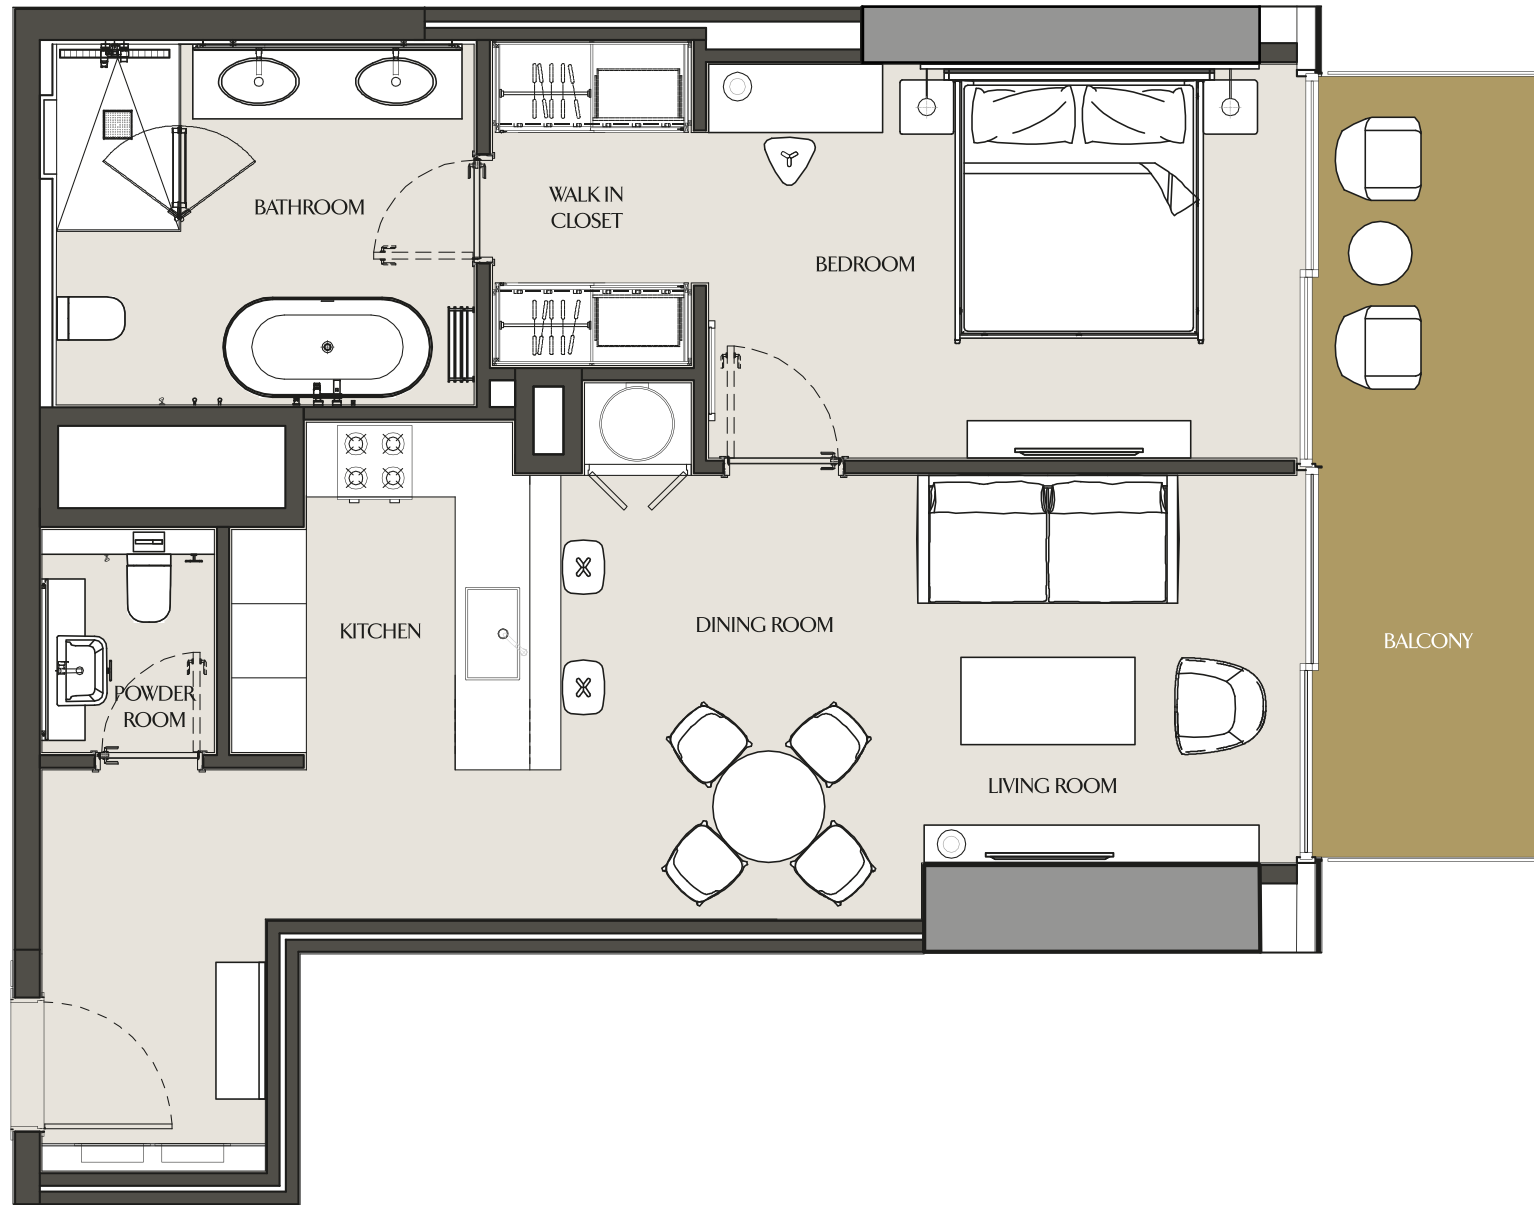 WALK IN
CLOSET
BATHROOM
BEDROOM
KITCHEN
DINING ROOM
BALCONY
POWDER
ROOM
LIVING ROOM